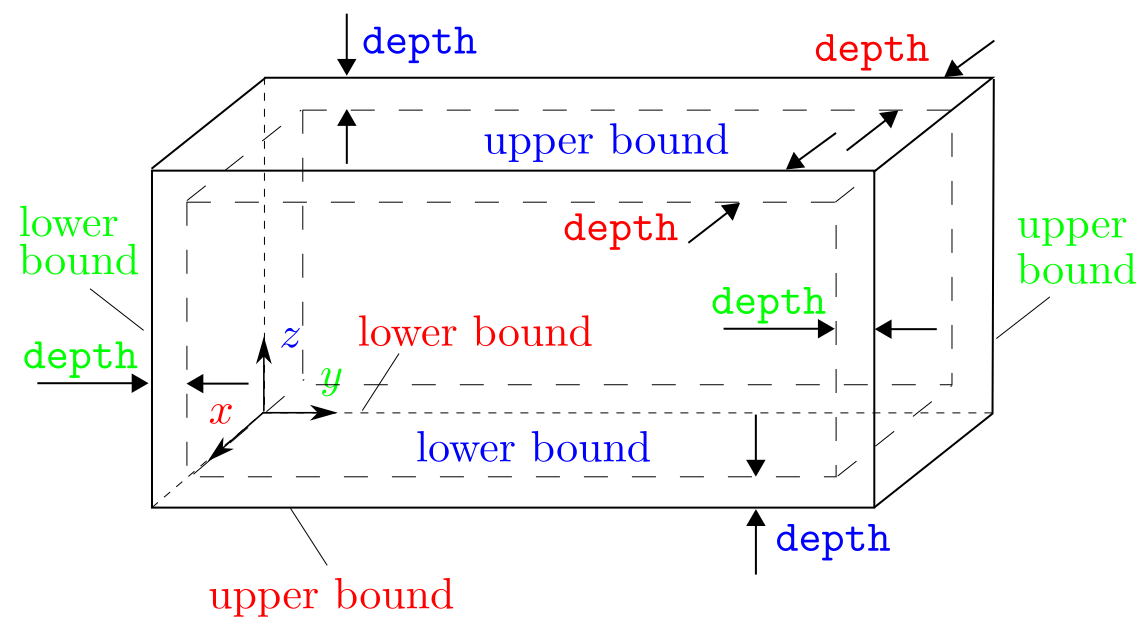 depth
depth
upper bound
lower
bound
depth
upper
bound
depth
z
lower bound
depth
y
x
lower bound
depth
upper bound